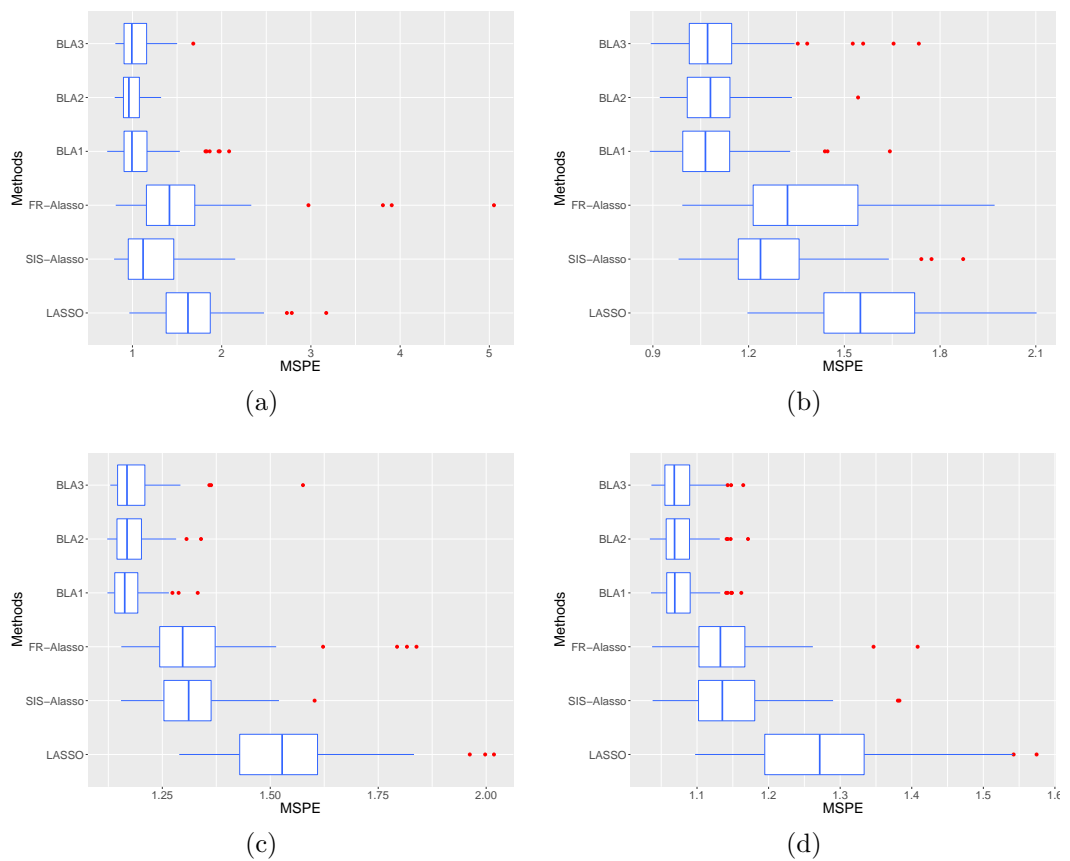 BLA3
BLA2
BLA1
FR−Alasso
SIS−Alasso
LASSO
Methods
1 2 3 4 5
MSPE
(a)
BLA3
BLA2
BLA1
FR−Alasso
SIS−Alasso
LASSO
Methods
0.9 1.2 1.5 1.8 2.1
MSPE
(b)
BLA3
BLA2
BLA1
FR−Alasso
SIS−Alasso
LASSO
Methods
1.25 1.50 1.75 2.00
MSPE
(c)
BLA3
BLA2
BLA1
FR−Alasso
SIS−Alasso
LASSO
Methods
1.1 1.2 1.3 1.4 1.5 1.6
MSPE
(d)